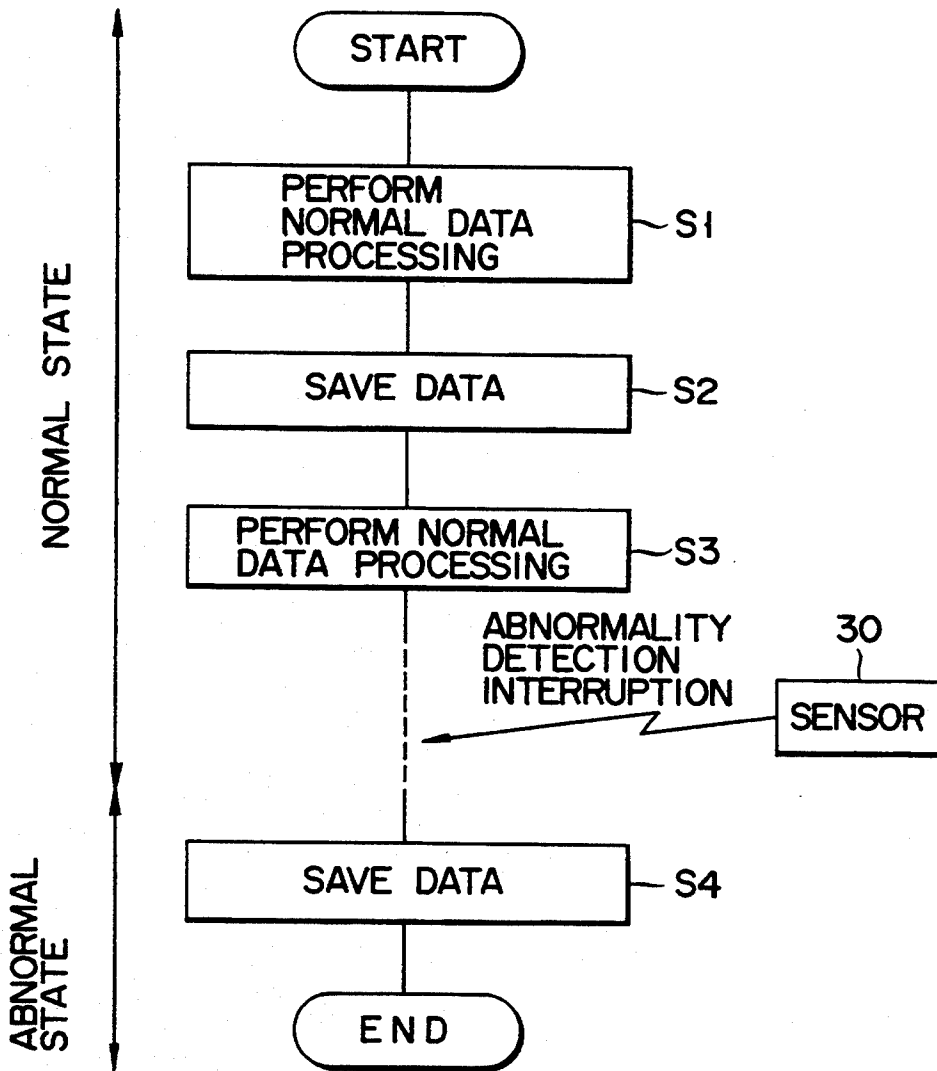 START
PERFORM
NORMAL DATA
PROCESSING
S1
SAVE DATA
S2
PERFORM NORMAL
DATA PROCESSING
S3
ABNORMALITY
DETECTION
INTERRUPTION
30
SENSOR
SAVE DATA
S4
END
NORMAL STATE
ABNORMAL
STATE